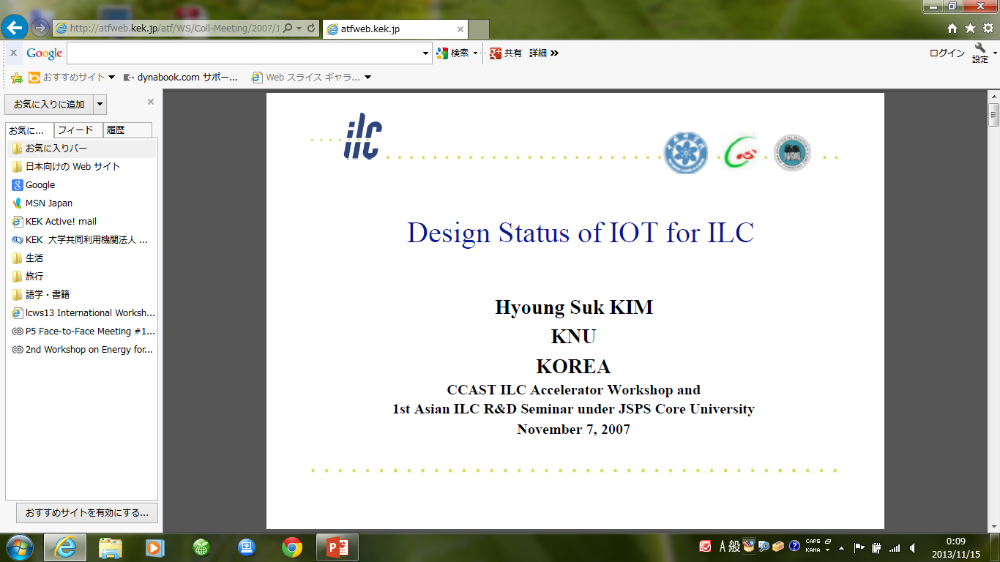 http://atfweb.kek.jp/atf/WS/Coll-Meeting/2007/1
atfweb.kek.jp
Google
検索
共有
詳細
ログイン
設定
おすすめサイト
dynabook.com サポー...
Web スライス ギャラ...
お気に入りに追加
お気に...
フィード
履歴
お気に入りバー
日本向けの Web サイト
Google
MSN Japan
KEK Active! mail
KEK 大学共同利用機関法人 ...
生活
旅行
語学・書籍
lcws13 International Worksh...
P5 Face-to-Face Meeting #1...
2nd Workshop on Energy for...
おすすめサイトを有効にする...
ilc
Design Status of IOT for ILC
Hyoung Suk KIM
KNU
KOREA
CCAST ILC Accelerator Workshop and
1st Asian ILC R&D Seminar under JSPS Core University
November 7, 2007
A 般
CAPS
KANA
0:09
2013/11/15